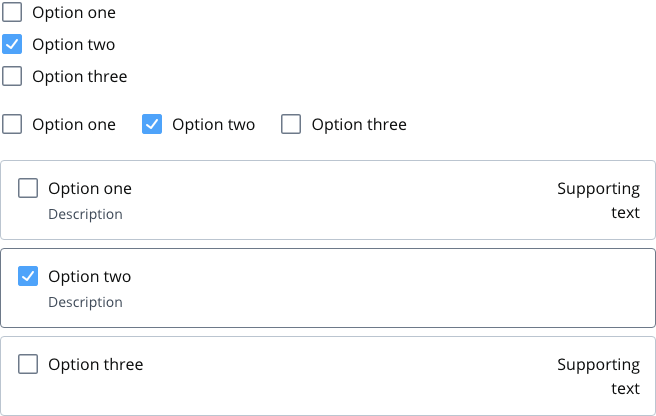 Option one
Option two
Option three
Option one Option two Option three
Option one Supporting
text
Description
Option two
Description
Option three Supporting
text